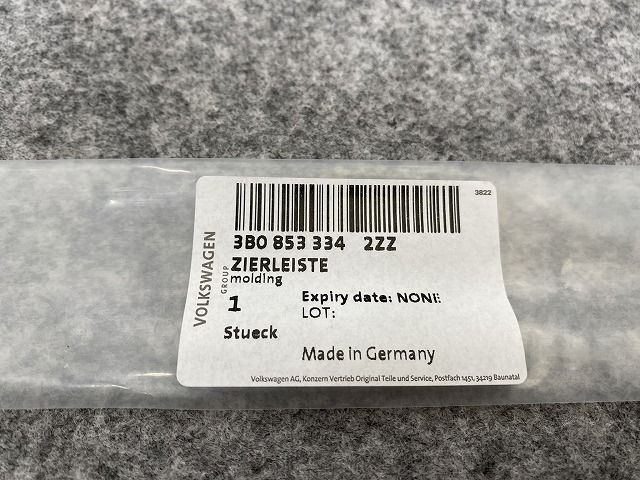 3822
3B0 853 334 2ZZ
VOLKSWAGEN
GROUP
ZIERLEISTE
molding
1
Stueck
Expiry date: NONE
LOT:
Made in Germany
Volkswagen AG, Konzern Vertrieb Original Teile und Service, Postfach 1451, 34219 Baunatal